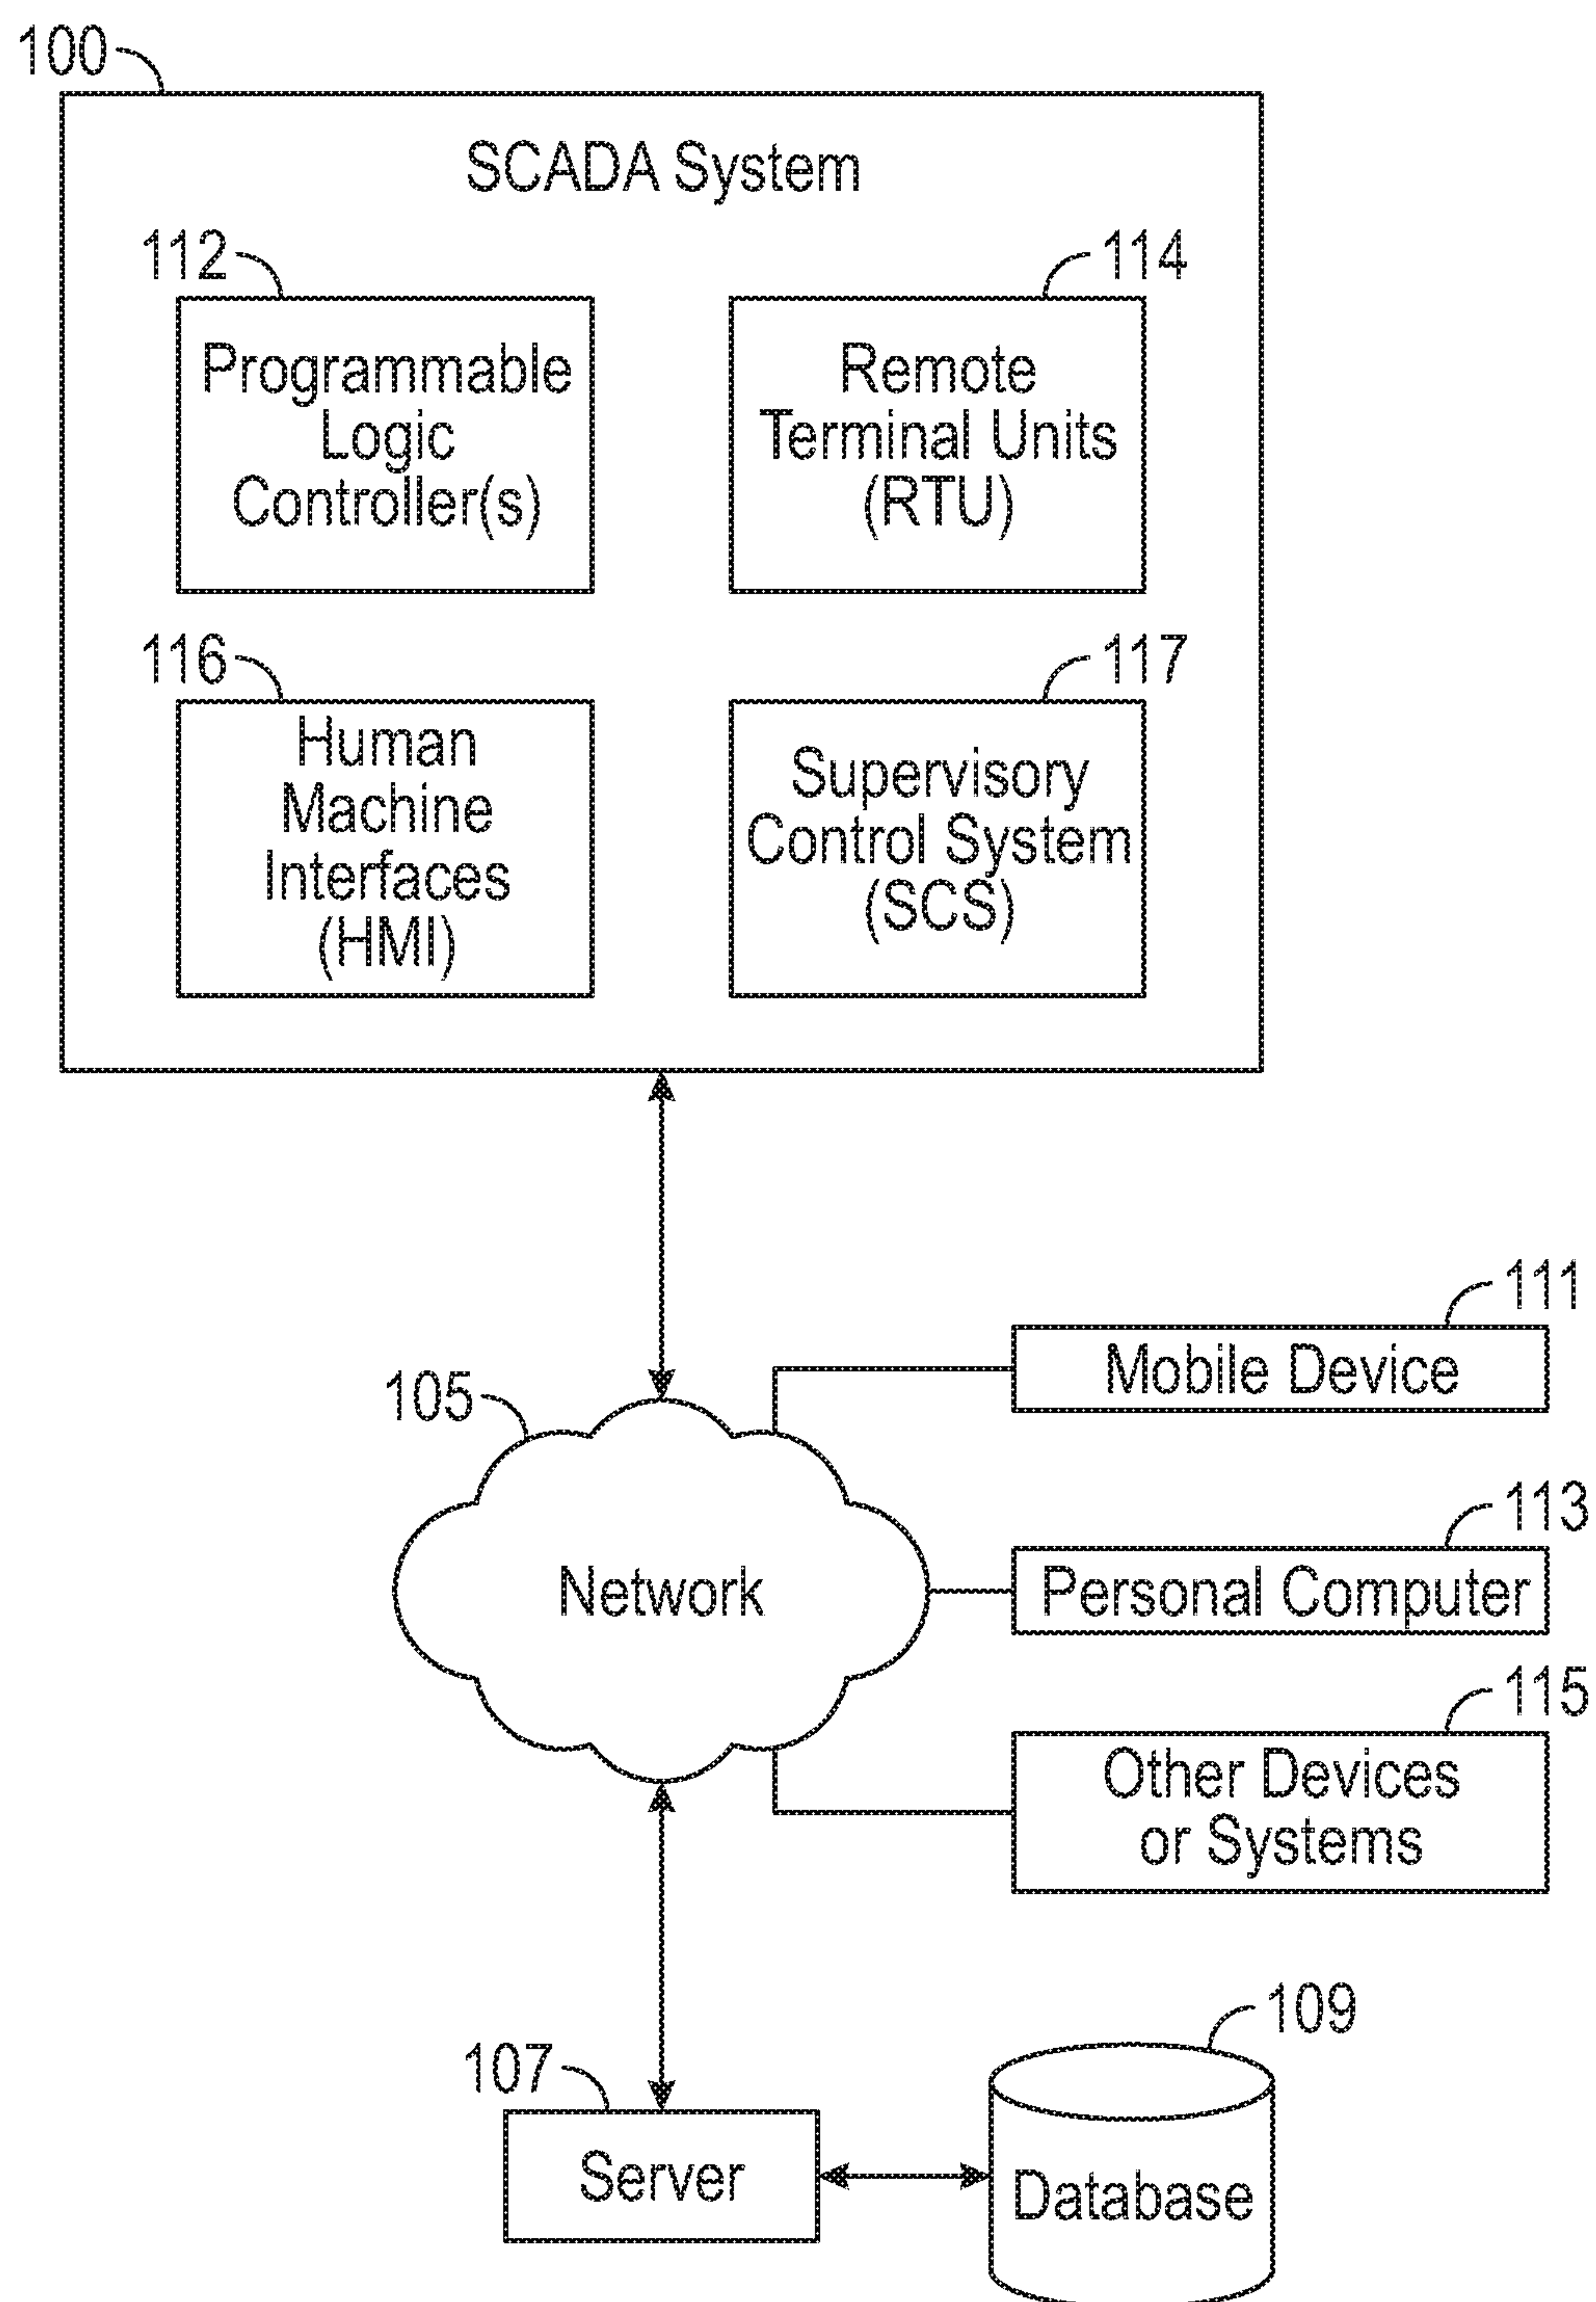 100
SCADA System
112
114
Programmable
Logic
Controller(s)
Remote
Terminal Units
(RTU)
116
117
Human
Machine
Interfaces
(HMI)
Supervisory
Control System
(SCS)
111
Mobile Device
105
113
Network
Personal Computer
115
Other Devices
or Systems
109
107
Server
Database